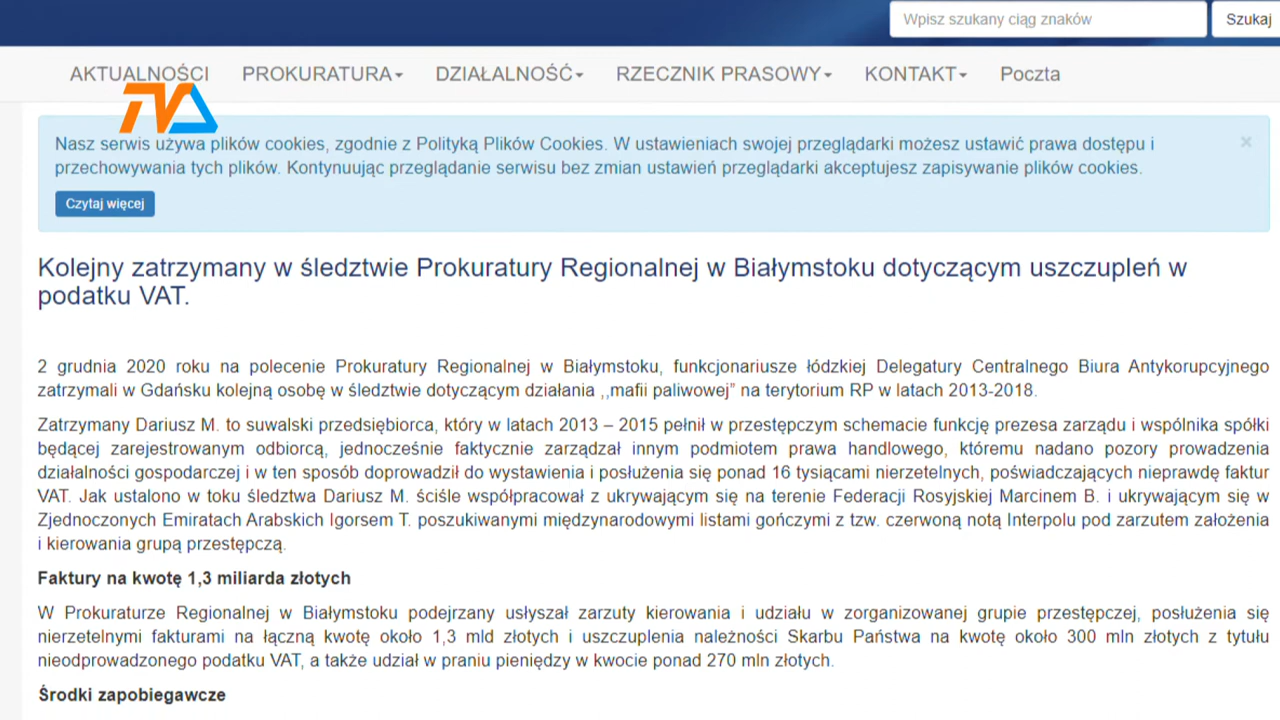 Wpisz szukany ciąg znaków
Szukaj
AKTUALNOŚCI PROKURATURA DZIAŁALNOŚĆ RZECZNIK PRASOWY KONTAKT Poczta
TVA
Nasz serwis używa plików cookies, zgodnie z Polityką Plików Cookies. W ustawieniach swojej przeglądarki możesz ustawić prawa dostępu i
przechowywania tych plików. Kontynuując przeglądanie serwisu bez zmian ustawień przeglądarki akceptujesz zapisywanie plików cookies.
Czytaj więcej
Kolejny zatrzymany w śledztwie Prokuratury Regionalnej w Białymstoku dotyczącym uszczupleń w
podatku VAT.
2 grudnia 2020 roku na polecenie Prokuratury Regionalnej w Białymstoku, funkcjonariusze łódzkiej Delegatury Centralnego Biura Antykorupcyjnego
zatrzymali w Gdańsku kolejną osobę w śledztwie dotyczącym działania ,,mafii paliwowej” na terytorium RP w latach 2013-2018.
Zatrzymany Dariusz M. to suwalski przedsiębiorca, który w latach 2013 – 2015 pełnił w przestępczym schemacie funkcję prezesa zarządu i wspólnika spółki
będącej zarejestrowanym odbiorcą, jednocześnie faktycznie zarządzał innym podmiotem prawa handlowego, któremu nadano pozory prowadzenia
działalności gospodarczej i w ten sposób doprowadził do wystawienia i posłużenia się ponad 16 tysiącami nierzetelnych, poświadczających nieprawdę faktur
VAT. Jak ustalono w toku śledztwa Dariusz M. ściśle współpracował z ukrywającym się na terenie Federacji Rosyjskiej Marcinem B. i ukrywającym się w
Zjednoczonych Emiratach Arabskich Igorsem T. poszukiwanymi międzynarodowymi listami gończymi z tzw. czerwoną notą Interpolu pod zarzutem założenia
i kierowania grupą przestępczą.
Faktury na kwotę 1,3 miliarda złotych
W Prokuraturze Regionalnej w Białymstoku podejrzany usłyszał zarzuty kierowania i udziału w zorganizowanej grupie przestępczej, posłużenia się
nierzetelnymi fakturami na łączną kwotę około 1,3 mld złotych i uszczuplenia należności Skarbu Państwa na kwotę około 300 mln złotych z tytułu
nieodprowadzonego podatku VAT, a także udział w praniu pieniędzy w kwocie ponad 270 mln złotych.
Środki zapobiegawcze